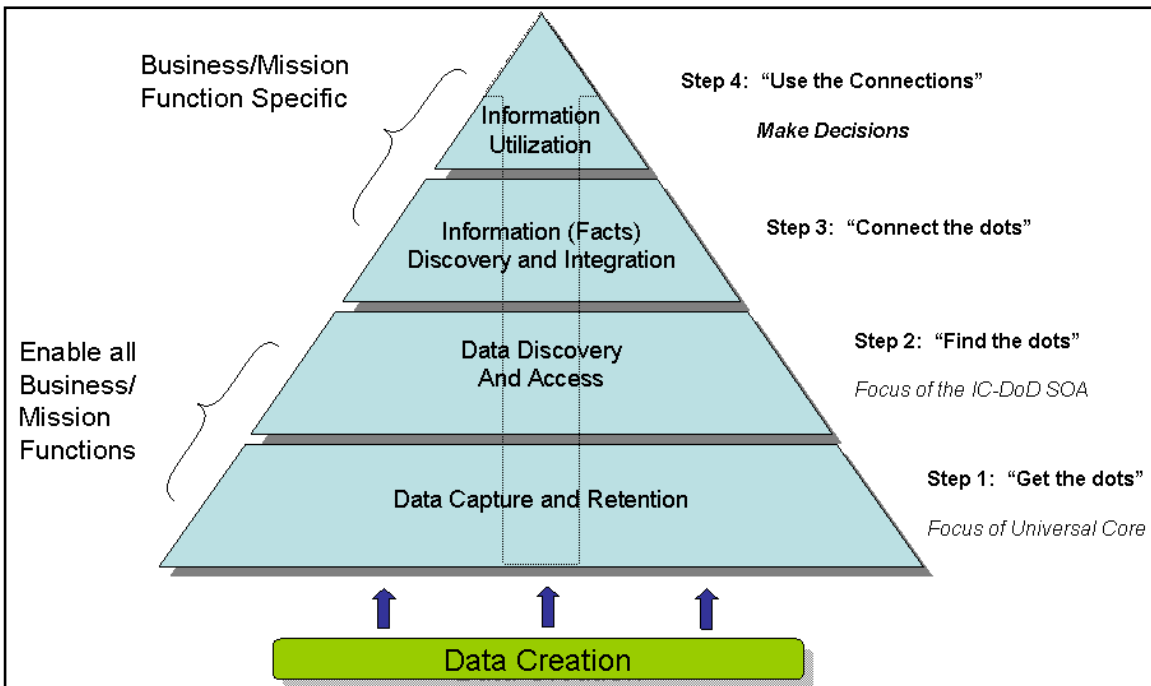 Business/Mission
Function Specific
Step 4: “Use the Connections”
Make Decisions
Information
Utilization
Step 3: “Connect the dots”
Information (Facts)
Discovery and Integration
Enable all
Business/
Mission
Functions
Step 2: “Find the dots”
Focus of the IC-DoD SOA
Data Discovery
And Access
Step 1: “Get the dots”
Focus of Universal Core
Data Capture and Retention
Data Creation